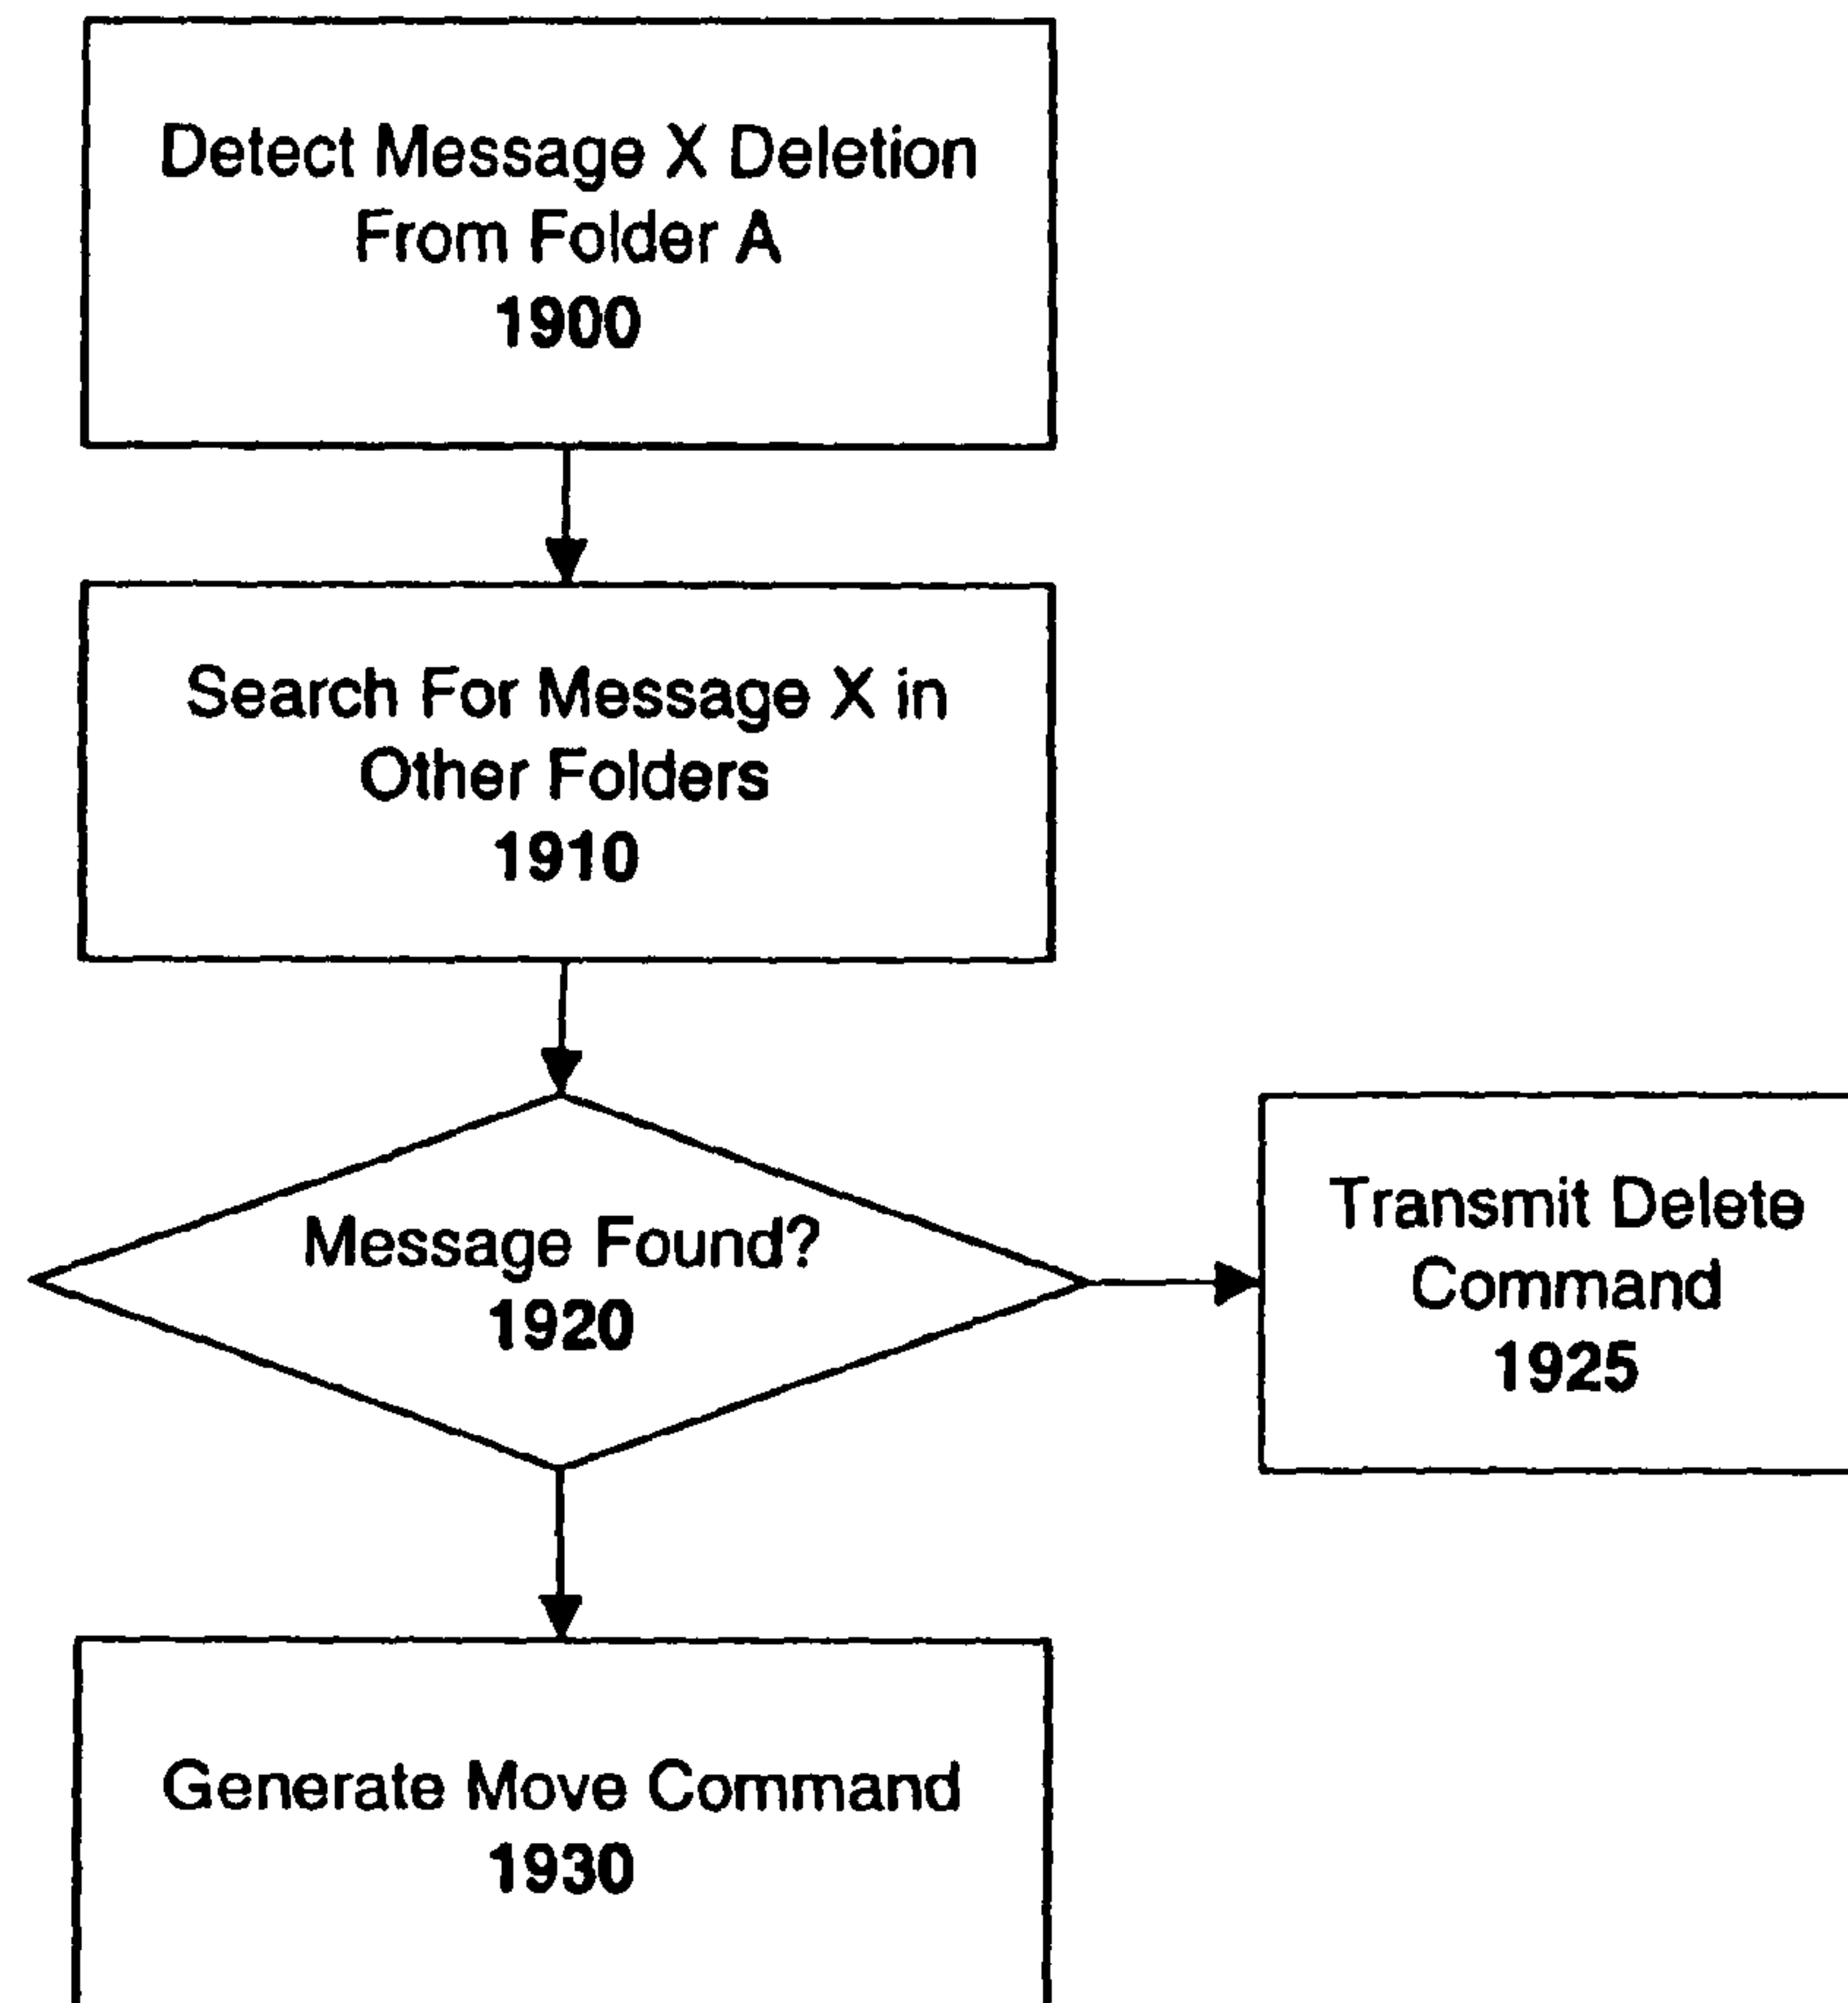 Detect Message X Deletion
From Folder A
1900
Search For Message X in
Other Folders
1910
Message Found?
1920
Transmit Delete
Command
1925
Generate Move Command
1930